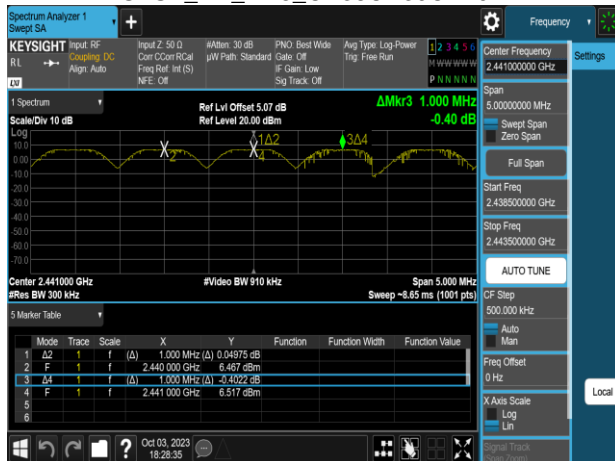 Spectrum Analyzer 1
Swept SA
Frequency
Settings
KEYSIGHT
RL
LXI
Input: RF
Coupling: DC
Align: Auto
Input Z: 50 Ω
Corr CCorr RCal
Freq Ref: Int (S)
NFE: Off
#Atten: 30 dB
µW Path: Standard
PNO: Best Wide
Gate: Off
IF Gain: Low
Sig Track: Off
Avg Type: Log-Power
Trig: Free Run
1 2 3 4 5 6
M W W W W W
P N N N N N
1 Spectrum
Scale/Div 10 dB
Ref Lvl Offset 5.07 dB
Ref Level 20.00 dBm
ΔMkr3 1.000 MHz
-0.40 dB
Log
10.0
0.00
-10.0
-20.0
-30.0
-40.0
-50.0
-60.0
-70.0
2
1Δ2
4
3Δ4
Center 2.441000 GHz
#Res BW 300 kHz
#Video BW 910 kHz
Span 5.000 MHz
Sweep ~8.65 ms (1001 pts)
5 Marker Table
Mode Trace Scale X Y Function Function Width Function Value
1 Δ2 1 f (Δ) 1.000 MHz (Δ) 0.04975 dB
2 F 1 f 2.440 000 GHz 6.467 dBm
3 Δ4 1 f (Δ) 1.000 MHz (Δ) -0.4022 dB
4 F 1 f 2.441 000 GHz 6.517 dBm
5
6
Oct 03, 2023
18:28:35
Center Frequency
2.441000000 GHz
Span
5.00000000 MHz
Swept Span
Zero Span
Full Span
Start Freq
2.438500000 GHz
Stop Freq
2.443500000 GHz
AUTO TUNE
CF Step
500.000 kHz
Auto
Man
Freq Offset
0 Hz
X Axis Scale
Log
Lin
Signal Track
(Span Zoom)
Local